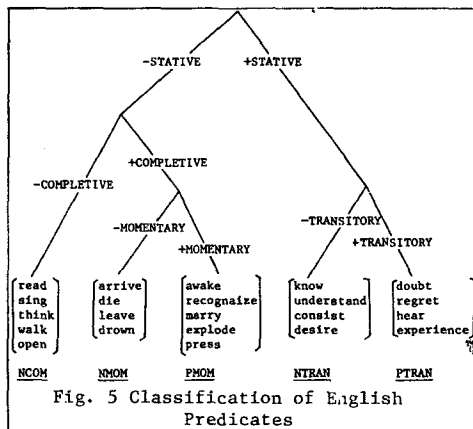 -STATIVE +STATIVE
+COMPLETIVE
-COMPLETIVE
-TRANSITORY
-MOMENTARY
+TRANSITORY
+MOMENTARY
read arrive awake know doubt
sing die recognaize understand regret
think leave marry consist hear
walk drown explode desire experience
open press
NCOM NMOM PMOM NTRAN PTRAN
Fig. 5 Classification of English
Predicates